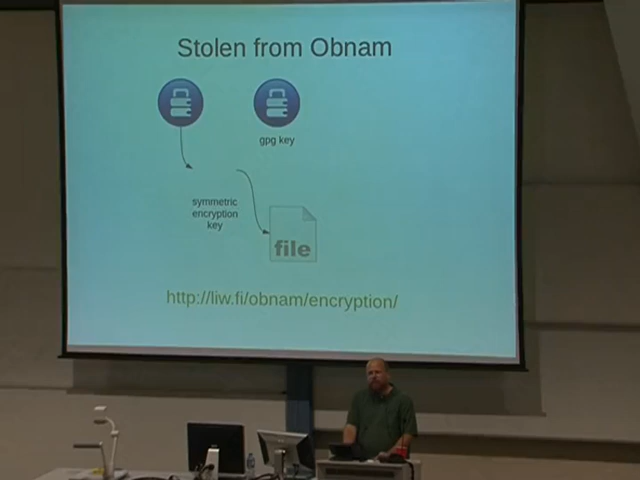 Stolen from Obnam
gpg key
symmetric
encryption
key
file
http://liw.fi/obnam/encryption/